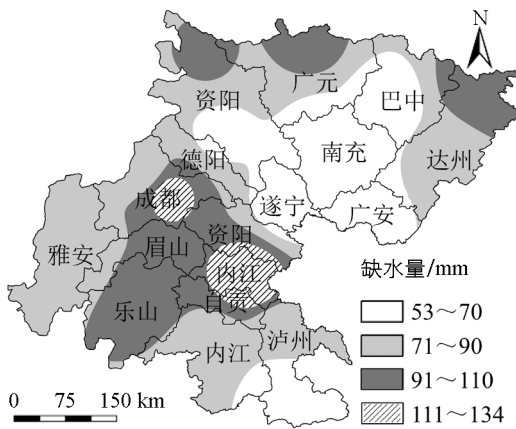 N
广元
巴中
资阳
南充
达州
德阳
成都
遂宁
广安
雅安
眉山
资阳
内江
自贡
乐山
内江
泸州
缺水量/mm
53~70
71~90
91~110
111~134
0 75 150 km